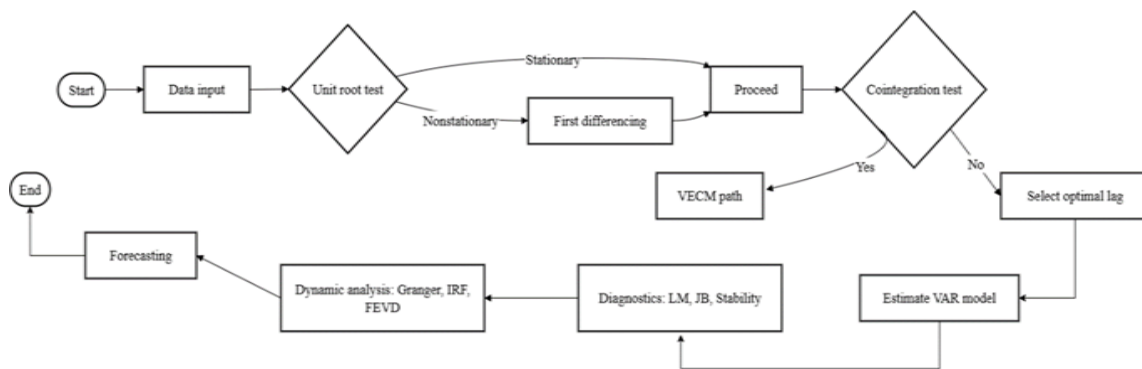 Start
Data input
Unit root test
Stationary
Nonstationary
First differencing
Proceed
Cointegration test
Yes
No
VECM path
Select optimal lag
Estimate VAR model
Diagnostics: LM, JB, Stability
Dynamic analysis: Granger, IRF,
FEVD
Forecasting
End